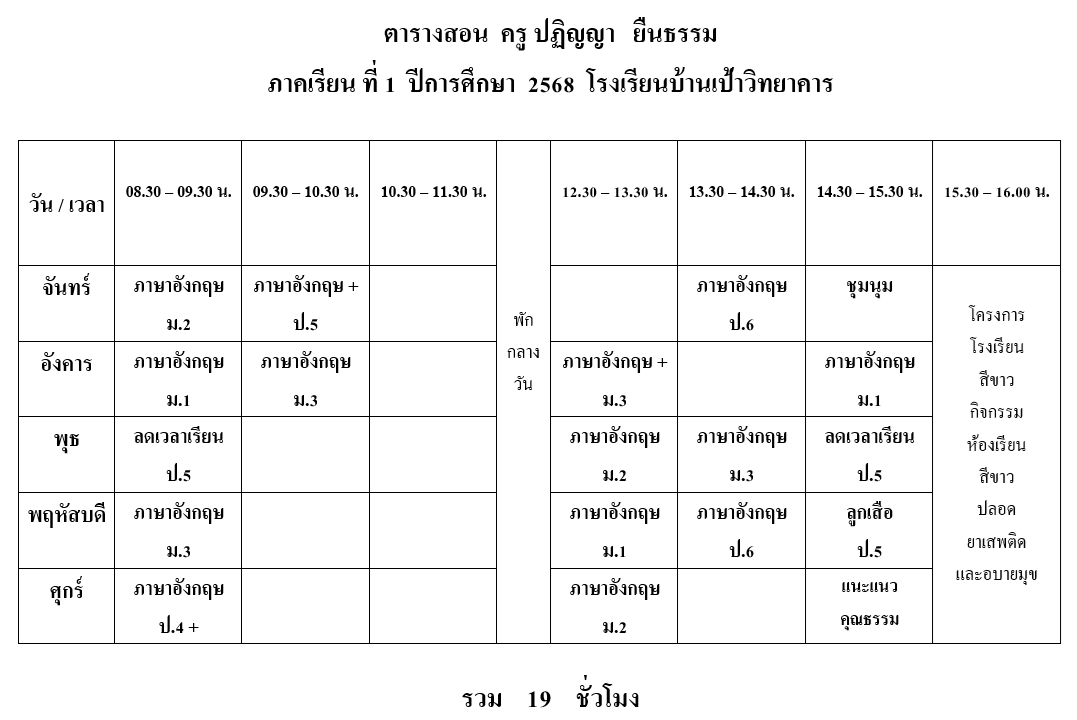 ตารางสอน ครู ปฏิญญา ยืนธรรม
ภาคเรียน ที่ 1 ปีการศึกษา 2568 โรงเรียนบ้านเป้าวิทยาคาร
วัน / เวลา
08.30 – 09.30 น.
09.30 – 10.30 น.
10.30 – 11.30 น.
พัก
กลาง
วัน
12.30 – 13.30 น.
13.30 – 14.30 น.
14.30 – 15.30 น.
15.30 – 16.00 น.
จันทร์
ภาษาอังกฤษ
ม.2
ภาษาอังกฤษ +
ป.5
ภาษาอังกฤษ
ป.6
ชุมนุม
โครงการ
โรงเรียน
สีขาว
กิจกรรม
ห้องเรียน
สีขาว
ปลอด
ยาเสพติด
และอบายมุข
อังคาร
ภาษาอังกฤษ
ม.1
ภาษาอังกฤษ
ม.3
ภาษาอังกฤษ +
ม.3
ภาษาอังกฤษ
ม.1
พุธ
ลดเวลาเรียน
ป.5
ภาษาอังกฤษ
ม.2
ภาษาอังกฤษ
ม.3
ลดเวลาเรียน
ป.5
พฤหัสบดี
ภาษาอังกฤษ
ม.3
ภาษาอังกฤษ
ม.1
ภาษาอังกฤษ
ป.6
ลูกเสือ
ป.5
ศุกร์
ภาษาอังกฤษ
ป.4 +
ภาษาอังกฤษ
ม.2
แนะแนว
คุณธรรม
รวม 19 ชั่วโมง